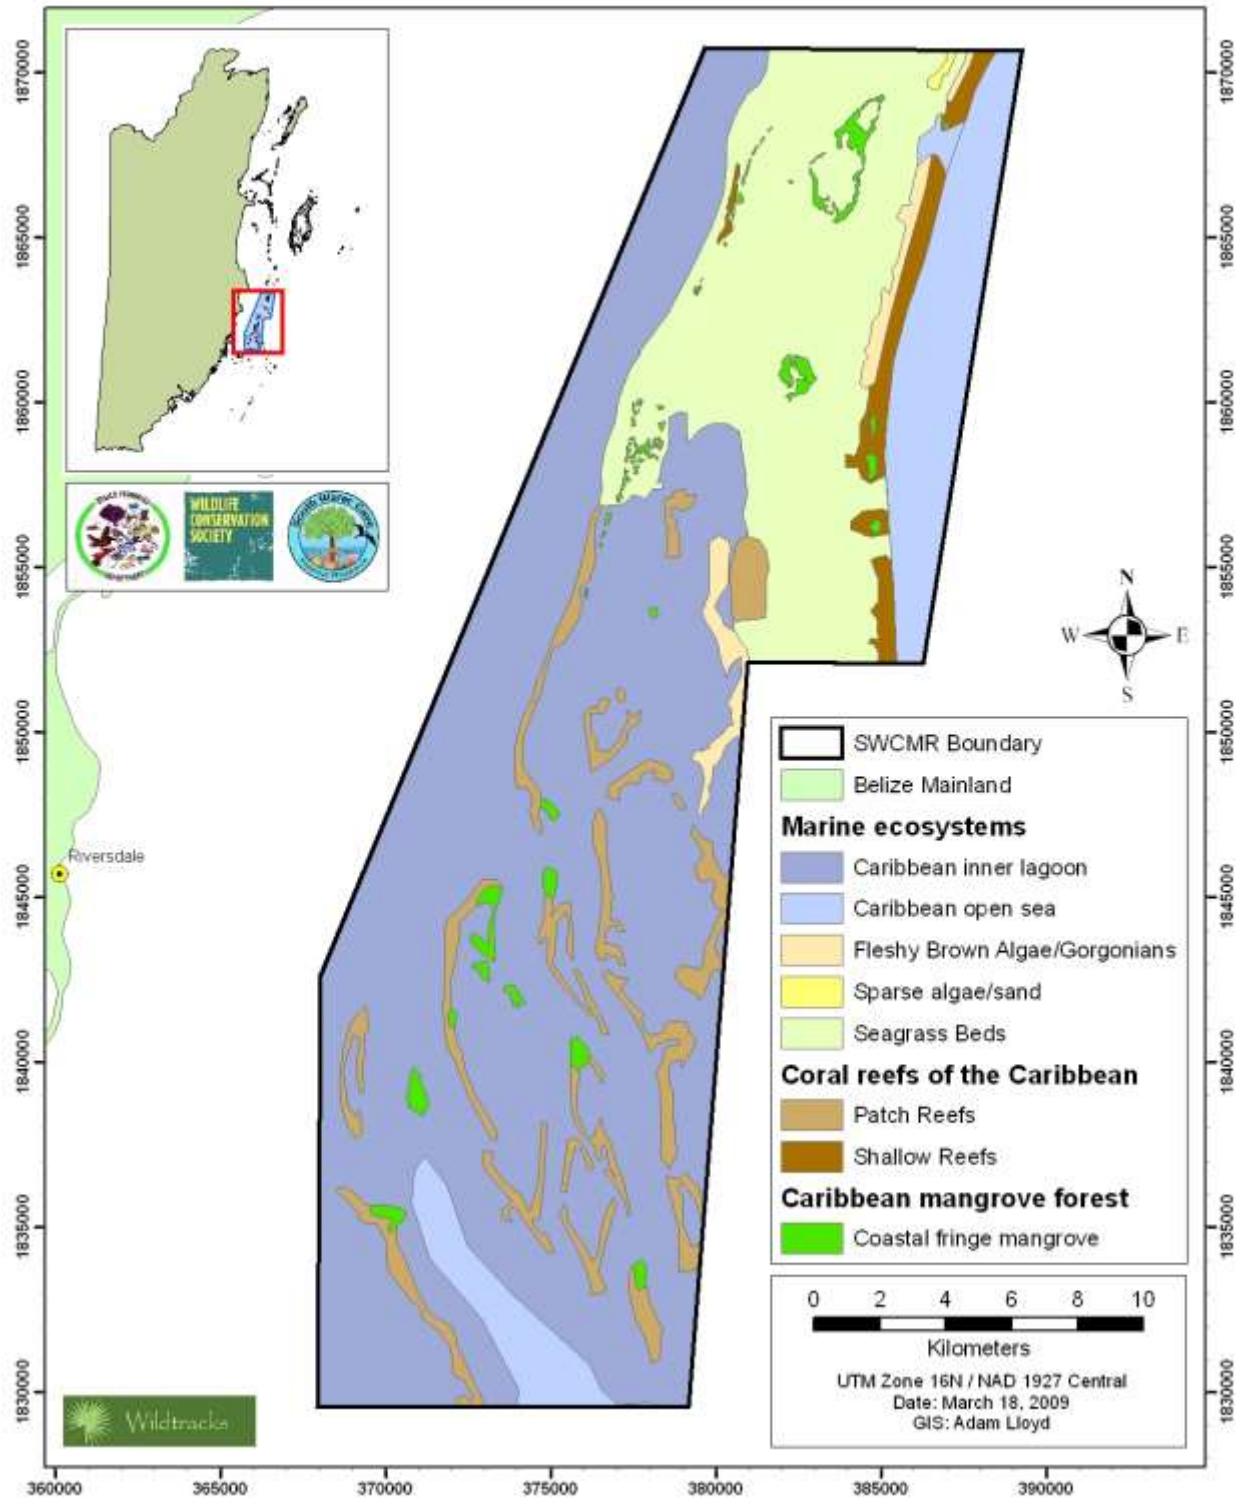 1870000
1865000
1860000
1855000
1850000
1845000
1840000
1835000
1830000
1870000
1865000
1860000
1855000
1850000
1845000
1840000
1835000
1830000
WILDLIFE
CONSERVATION
SOCIETY
South Water Caye
Riversdale
N
W
E
S
SWCMR Boundary
Belize Mainland
Marine ecosystems
Caribbean inner lagoon
Caribbean open sea
Fleshy Brown Algae/Gorgonians
Sparse algae/sand
Seagrass Beds
Coral reefs of the Caribbean
Patch Reefs
Shallow Reefs
Caribbean mangrove forest
Coastal fringe mangrove
0 2 4 6 8 10
Kilometers
UTM Zone 16N / NAD 1927 Central
Date: March 18, 2009
GIS: Adam Lloyd
Wildtracks
360000 365000 370000 375000 380000 385000 390000